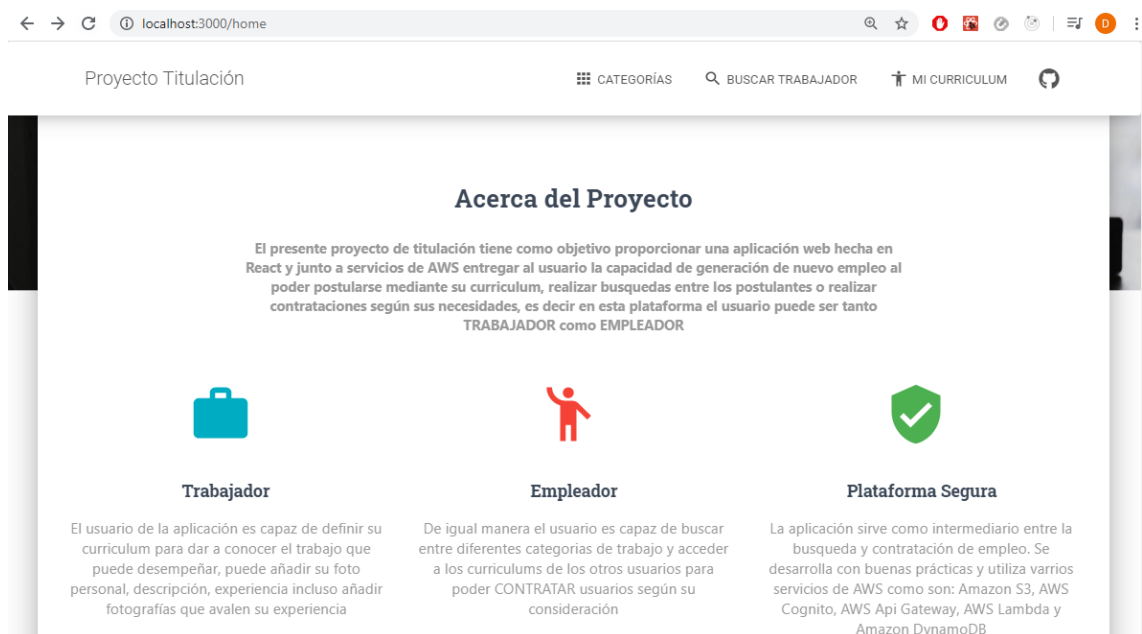 localhost:3000/home
D
Proyecto Titulación
CATEGORÍAS
BUSCAR TRABAJADOR
MI CURRICULUM
Acerca del Proyecto
El presente proyecto de titulación tiene como objetivo proporcionar una aplicación web hecha en
React y junto a servicios de AWS entregar al usuario la capacidad de generación de nuevo empleo al
poder postularse mediante su curriculum, realizar busquedas entre los postulantes o realizar
contrataciones según sus necesidades, es decir en esta plataforma el usuario puede ser tanto
TRABAJADOR como EMPLEADOR
Trabajador
El usuario de la aplicación es capaz de definir su
curriculum para dar a conocer el trabajo que
puede desempeñar, puede añadir su foto
personal, descripción, experiencia incluso añadir
fotografías que avalen su experiencia
Empleador
De igual manera el usuario es capaz de buscar
entre diferentes categorias de trabajo y acceder
a los curriculums de los otros usuarios para
poder CONTRATAR usuarios según su
consideración
Plataforma Segura
La aplicación sirve como intermediario entre la
busqueda y contratación de empleo. Se
desarrolla con buenas prácticas y utiliza varrios
servicios de AWS como son: Amazon S3, AWS
Cognito, AWS Api Gateway, AWS Lambda y
Amazon DynamoDB